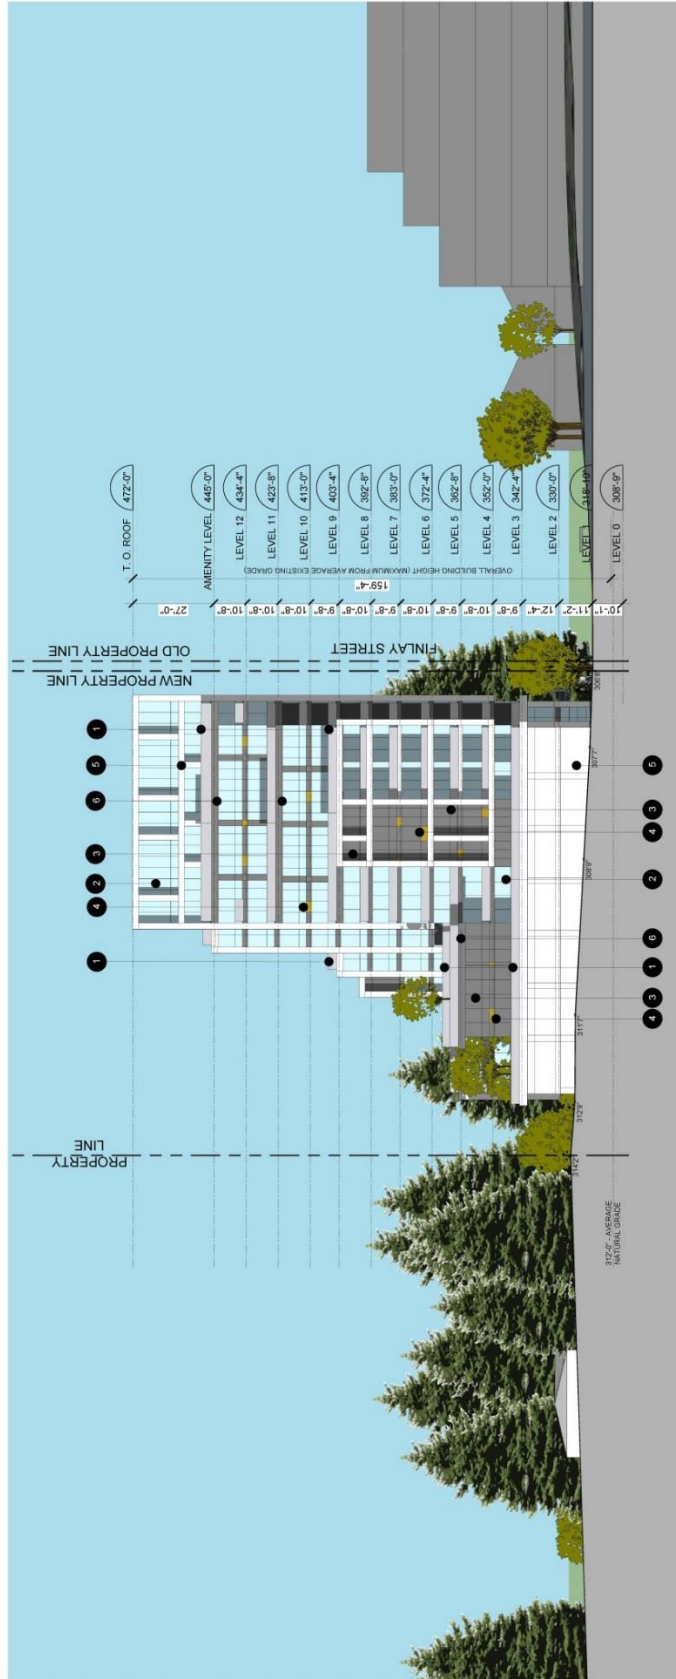 1
4
2
3
6
5
1
T. O. ROOF 472'-0"
AMENITY LEVEL 445'-0"
LEVEL 12 434'-4"
LEVEL 11 423'-8"
LEVEL 10 413'-0"
LEVEL 9 403'-4"
LEVEL 8 392'-8"
LEVEL 7 383'-0"
LEVEL 6 372'-4"
LEVEL 5 362'-8"
LEVEL 4 352'-0"
LEVEL 3 342'-4"
LEVEL 2 330'-0"
LEVEL 1 318'-10"
LEVEL 0
OVERALL BUILDING HEIGHT (MAXIMUM FROM AVERAGE EXISTING GRADE)
159'-4"
27'-0"
10'-8"
10'-8"
10'-8"
9'-8"
10'-8"
9'-8"
10'-8"
9'-8"
10'-8"
9'-8"
12'-4"
11'-2"
10'-1"
PROPERTY
LINE
NEW PROPERTY LINE
OLD PROPERTY LINE
FINLAY STREET
314'2"
312'9"
311'7"
308'9"
307'7"
306'8"
312'-0" - AVERAGE
NATURAL GRADE
4
3
1
6
2
4
3
5